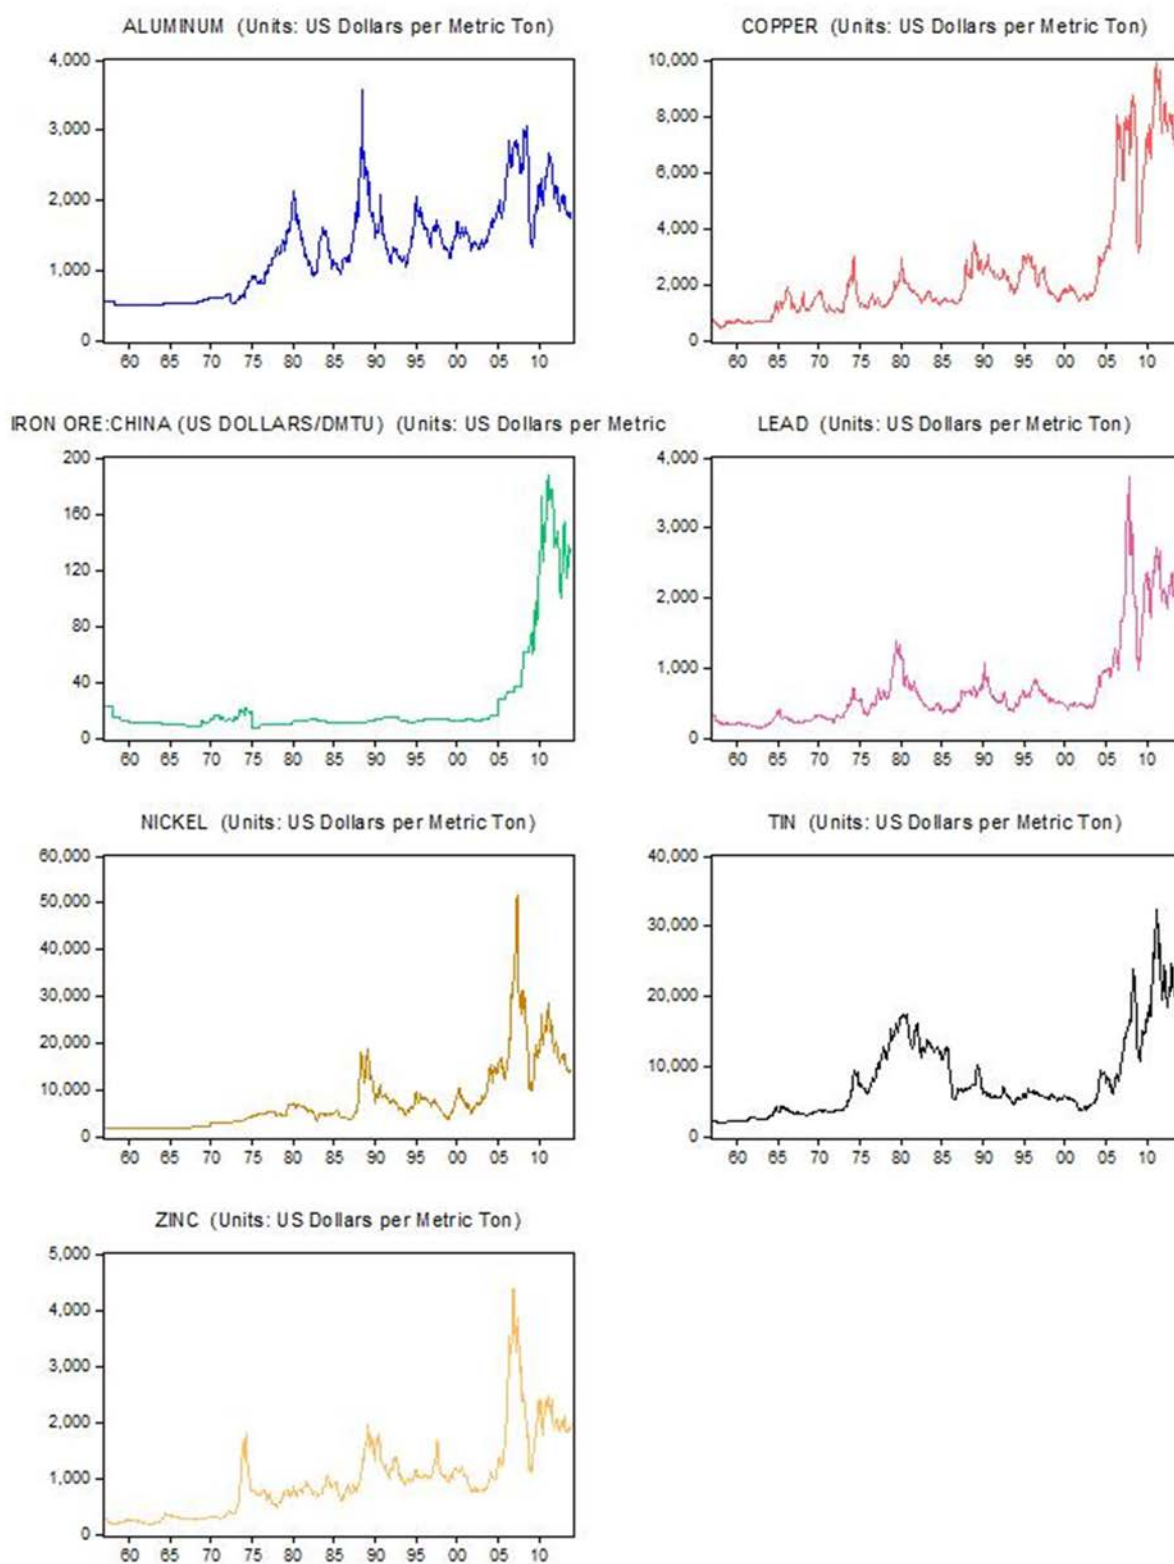 ALUMINUM (Units: US Dollars per Metric Ton)
4,000
3,000
2,000
1,000
0
60 65 70 75 80 85 90 95 00 05 10
COPPER (Units: US Dollars per Metric Ton)
10,000
8,000
6,000
4,000
2,000
0
60 65 70 75 80 85 90 95 00 05 10
IRON ORE:CHINA (US DOLLARS/DMTU) (Units: US Dollars per Metric
200
160
120
80
40
0
60 65 70 75 80 85 90 95 00 05 10
LEAD (Units: US Dollars per Metric Ton)
4,000
3,000
2,000
1,000
0
60 65 70 75 80 85 90 95 00 05 10
NICKEL (Units: US Dollars per Metric Ton)
60,000
50,000
40,000
30,000
20,000
10,000
0
60 65 70 75 80 85 90 95 00 05 10
TIN (Units: US Dollars per Metric Ton)
40,000
30,000
20,000
10,000
0
60 65 70 75 80 85 90 95 00 05 10
ZINC (Units: US Dollars per Metric Ton)
5,000
4,000
3,000
2,000
1,000
0
60 65 70 75 80 85 90 95 00 05 10